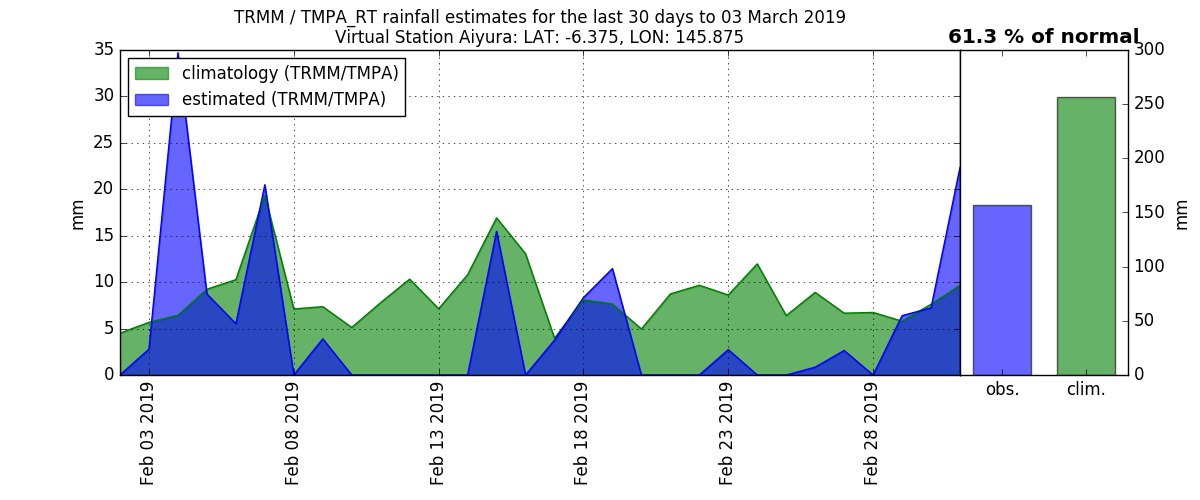 TRMM / TMPA_RT rainfall estimates for the last 30 days to 03 March 2019
Virtual Station Aiyura: LAT: -6.375, LON: 145.875
61.3 % of normal
climatology (TRMM/TMPA)
estimated (TRMM/TMPA)
35
30
25
20
15
10
5
0
mm
Feb 03 2019
Feb 08 2019
Feb 13 2019
Feb 18 2019
Feb 23 2019
Feb 28 2019
obs.
clim.
300
250
200
150
100
50
0
mm